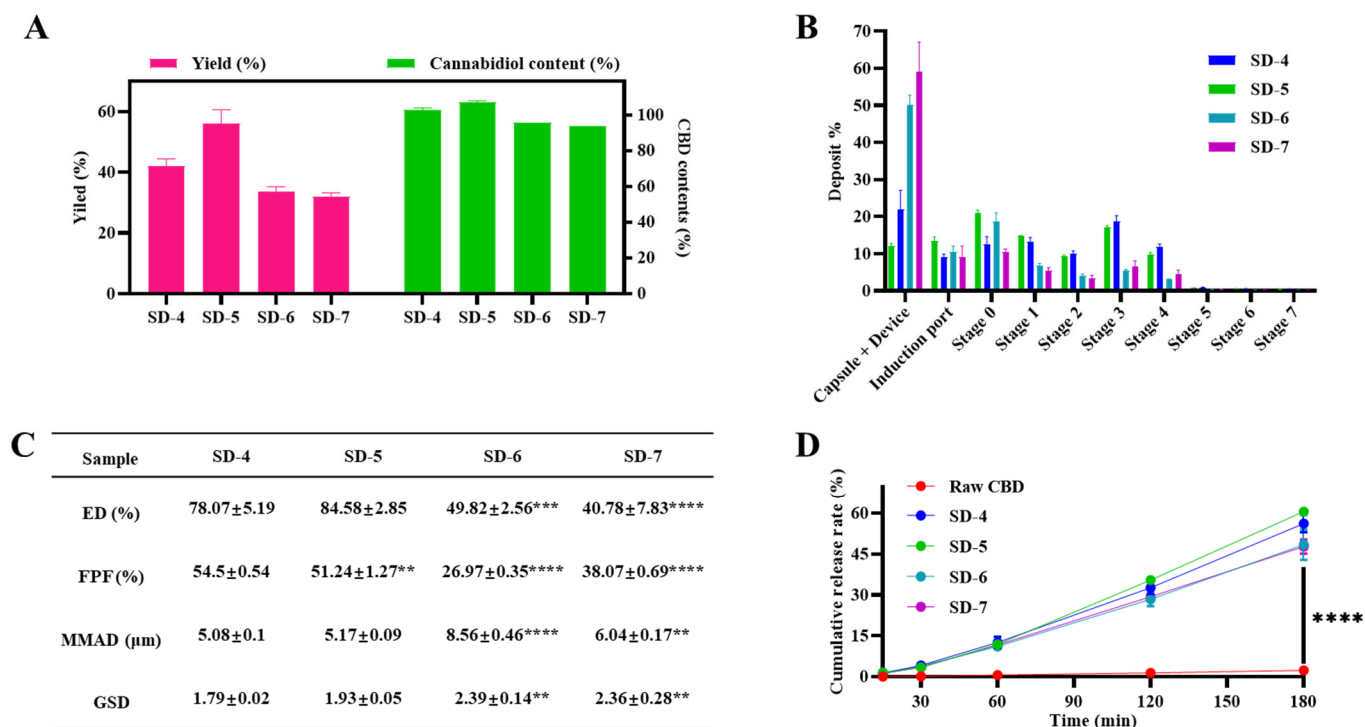 A
Yield (%)
Cannabidiol content (%)
60
40
20
0
Yiled (%)
100
80
60
40
20
0
CBD contents (%)
SD-4 SD-5 SD-6 SD-7 SD-4 SD-5 SD-6 SD-7
B
70
60
50
40
30
20
10
0
Deposit %
SD-4
SD-5
SD-6
SD-7
Capsule + Device
Induction port
Stage 0
Stage 1
Stage 2
Stage 3
Stage 4
Stage 5
Stage 6
Stage 7
C
Sample SD-4 SD-5 SD-6 SD-7
ED (%) 78.07±5.19 84.58±2.85 49.82±2.56*** 40.78±7.83****
FPF(%) 54.5±0.54 51.24±1.27** 26.97±0.35**** 38.07±0.69****
MMAD (μm) 5.08±0.1 5.17±0.09 8.56±0.46**** 6.04±0.17**
GSD 1.79±0.02 1.93±0.05 2.39±0.14** 2.36±0.28**
D
Cumulative release rate (%)
60
45
30
15
0
Raw CBD
SD-4
SD-5
SD-6
SD-7
****
30 60 90 120 150 180
Time (min)